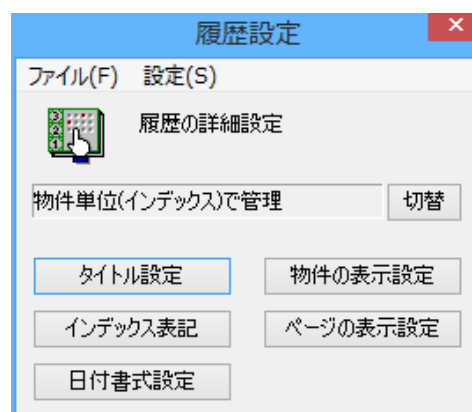 履歴設定
ファイル(F) 設定(S)
履歴の詳細設定
物件単位(インデックス)で管理 切替
タイトル設定 物件の表示設定
インデックス表記 ページの表示設定
日付書式設定